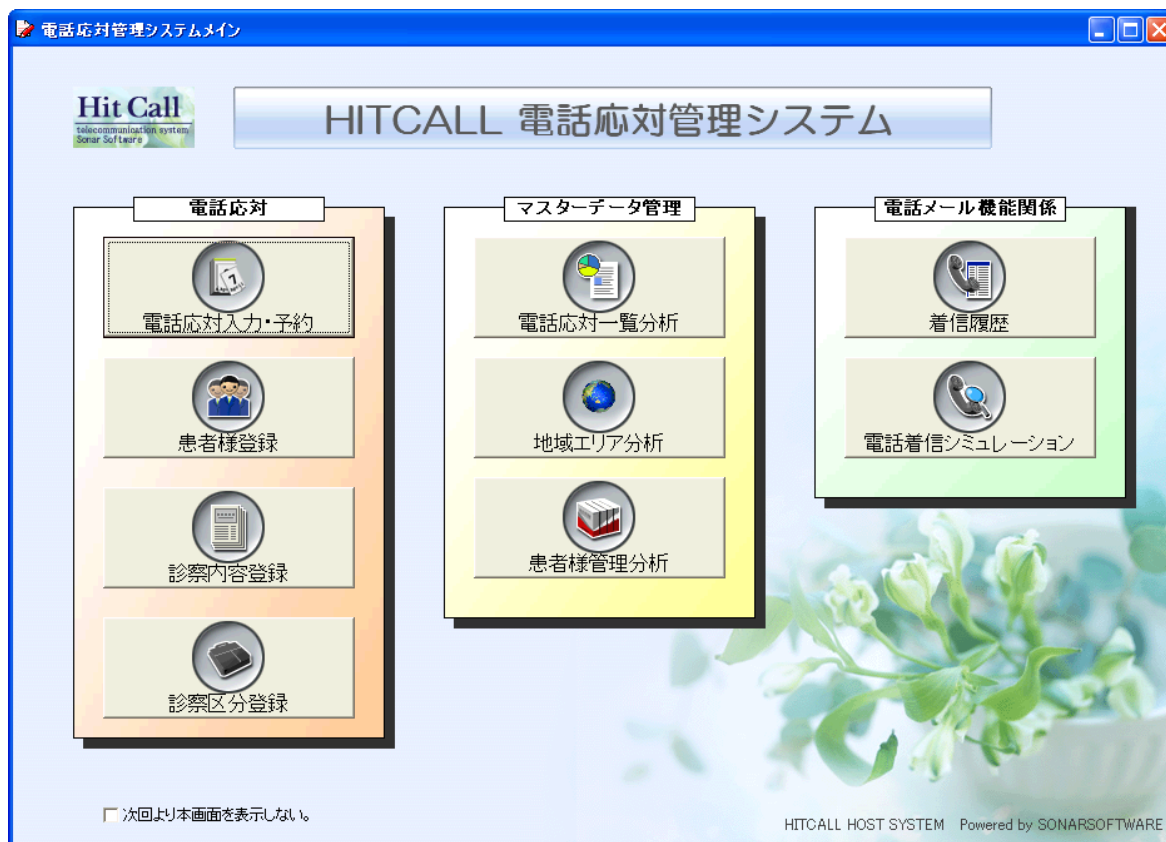 電話応対管理システムメイン
Hit Call
telecommunication system
Sonar Software
HITCALL 電話応対管理システム
電話応対
電話応対入力・予約
患者様登録
診察内容登録
診察区分登録
マスターデータ管理
電話応対一覧分析
地域エリア分析
患者様管理分析
電話メール機能関係
着信履歴
電話着信シミュレーション
次回より本画面を表示しない。
HITCALL HOST SYSTEM Powered by SONARSOFTWARE